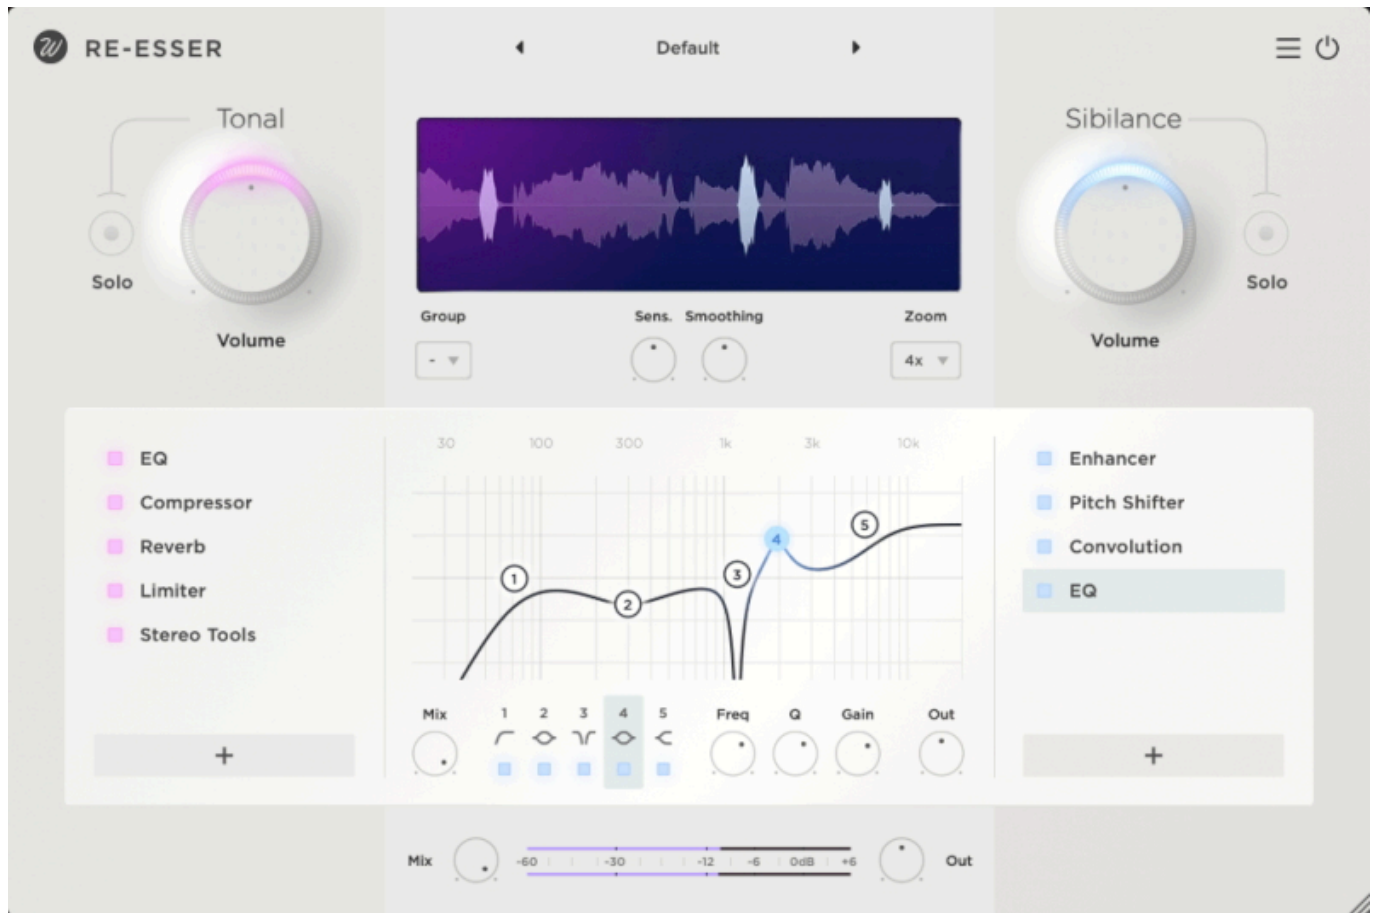 RE-ESSER
Default
Tonal
Solo
Volume
Sibilance
Solo
Volume
Group
-
Sens.
Smoothing
Zoom
4x
EQ
Compressor
Reverb
Limiter
Stereo Tools
+
30 100 300 1k 3k 10k
1
2
3
4
5
Mix
1 2 3 4 5
Freq
Q
Gain
Out
Enhancer
Pitch Shifter
Convolution
EQ
+
Mix
-60 -30 -12 -6 0dB +6
Out